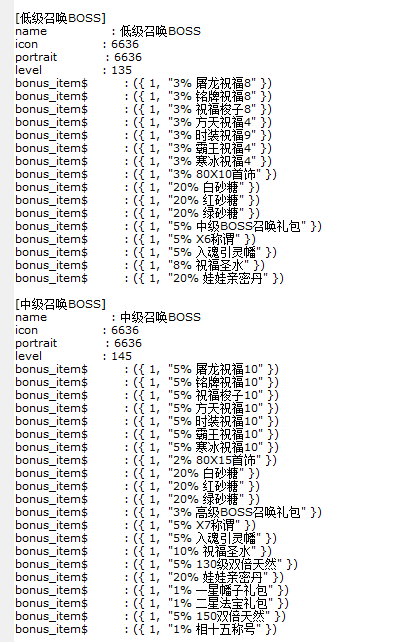 [低级召唤BOSS]
name : 低级召唤BOSS
icon : 6636
portrait : 6636
level : 135
bonus_item$ : ({ 1, "3% 屠龙祝福8" })
bonus_item$ : ({ 1, "3% 铭牌祝福8" })
bonus_item$ : ({ 1, "3% 祝福梭子8" })
bonus_item$ : ({ 1, "3% 方天祝福4" })
bonus_item$ : ({ 1, "3% 时装祝福9" })
bonus_item$ : ({ 1, "3% 霸王祝福4" })
bonus_item$ : ({ 1, "3% 寒冰祝福4" })
bonus_item$ : ({ 1, "3% 80X10首饰" })
bonus_item$ : ({ 1, "20% 白砂糖" })
bonus_item$ : ({ 1, "20% 红砂糖" })
bonus_item$ : ({ 1, "20% 绿砂糖" })
bonus_item$ : ({ 1, "5% 中级BOSS召唤礼包" })
bonus_item$ : ({ 1, "5% X6称谓" })
bonus_item$ : ({ 1, "5% 入魂引灵幡" })
bonus_item$ : ({ 1, "8% 祝福圣水" })
bonus_item$ : ({ 1, "20% 娃娃亲密丹" })
[中级召唤BOSS]
name : 中级召唤BOSS
icon : 6636
portrait : 6636
level : 145
bonus_item$ : ({ 1, "5% 屠龙祝福10" })
bonus_item$ : ({ 1, "5% 铭牌祝福10" })
bonus_item$ : ({ 1, "5% 祝福梭子10" })
bonus_item$ : ({ 1, "5% 方天祝福10" })
bonus_item$ : ({ 1, "5% 时装祝福10" })
bonus_item$ : ({ 1, "5% 霸王祝福10" })
bonus_item$ : ({ 1, "5% 寒冰祝福10" })
bonus_item$ : ({ 1, "2% 80X15首饰" })
bonus_item$ : ({ 1, "20% 白砂糖" })
bonus_item$ : ({ 1, "20% 红砂糖" })
bonus_item$ : ({ 1, "20% 绿砂糖" })
bonus_item$ : ({ 1, "3% 高级BOSS召唤礼包" })
bonus_item$ : ({ 1, "5% X7称谓" })
bonus_item$ : ({ 1, "5% 入魂引灵幡" })
bonus_item$ : ({ 1, "10% 祝福圣水" })
bonus_item$ : ({ 1, "5% 130级双倍天然" })
bonus_item$ : ({ 1, "20% 娃娃亲密丹" })
bonus_item$ : ({ 1, "1% 一星幡子礼包" })
bonus_item$ : ({ 1, "1% 二星法宝礼包" })
bonus_item$ : ({ 1, "5% 150双倍天然" })
bonus_item$ : ({ 1, "1% 相十五称号" })